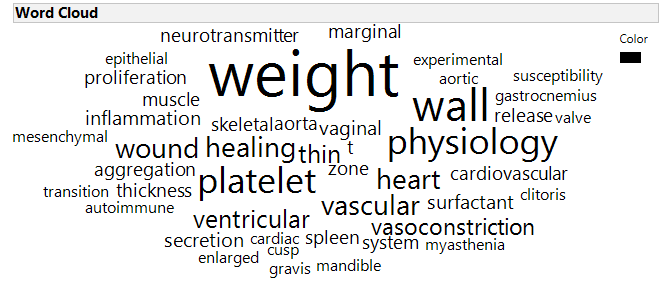 Word Cloud
neurotransmitter
marginal
Color
epithelial
weight
experimental
proliferation
aortic
susceptibility
muscle
wall
gastrocnemius
inflammation
skeletal
aorta
vaginal
release
valve
mesenchymal
wound
healing
thin
t
physiology
aggregation
zone
cardiovascular
transition
thickness
platelet
heart
clitoris
autoimmune
vascular
surfactant
ventricular
vasoconstriction
secretion
cardiac
spleen
system
myasthenia
enlarged
cusp
gravis
mandible